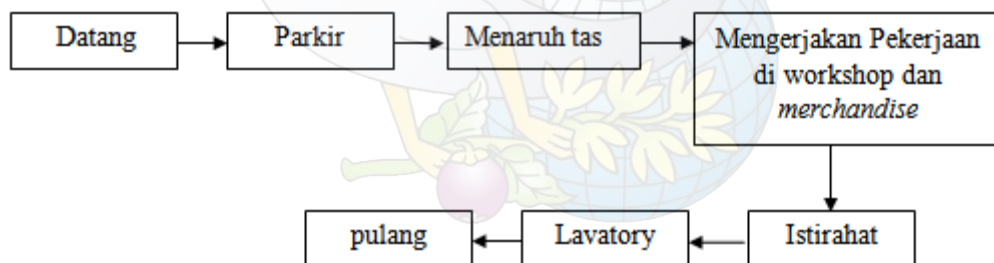 Datang
Parkir
Menaruh tas
Mengerjakan Pekerjaan
di workshop dan
merchandise
Istirahat
Lavatory
pulang